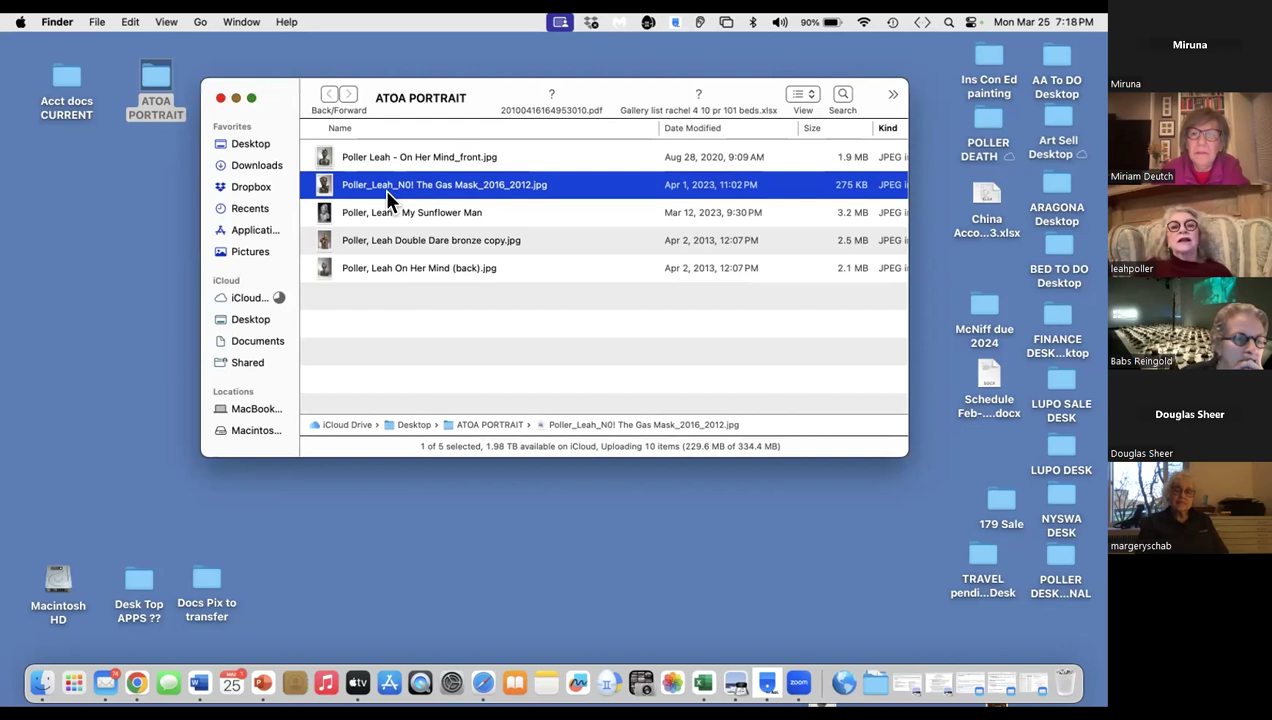 Finder File Edit View Go Window Help 90% Mon Mar 25 7:18 PM
Acct docs CURRENT
ATOA PORTRAIT
Back/Forward
ATOA PORTRAIT
?
20100416164953010.pdf
?
Gallery list rachel 4 10 pr 101 beds.xlsx
View
Search
Favorites
Desktop
Downloads
Dropbox
Recents
Applicati...
Pictures
iCloud
iCloud...
Desktop
Documents
Shared
Locations
MacBook...
Macintos...
Name Date Modified Size Kind
Poller Leah - On Her Mind_front.jpg Aug 28, 2020, 9:09 AM 1.9 MB JPEG
Poller_Leah_N0! The Gas Mask_2016_2012.jpg Apr 1, 2023, 11:02 PM 275 KB JPEG
Poller, My Sunflower Man Mar 12, 2023, 9:30 PM 3.2 MB JPEG
Poller, Leah Double Dare bronze copy.jpg Apr 2, 2013, 12:07 PM 2.5 MB JPEG
Poller, Leah On Her Mind (back).jpg Apr 2, 2013, 12:07 PM 2.1 MB JPEG
iCloud Drive › Desktop › ATOA PORTRAIT › Poller_Leah_N0! The Gas Mask_2016_2012.jpg
1 of 5 selected, 1.98 TB available on iCloud, Uploading 10 items (229.6 MB of 334.4 MB)
Ins Con Ed painting
AA To DO Desktop
POLLER DEATH
Art Sell Desktop
China Acco...3.xlsx
ARAGONA Desktop
BED TO DO Desktop
McNiff due 2024
FINANCE DESK...ktop
Schedule Feb-....docx
LUPO SALE DESK
LUPO DESK
179 Sale
NYSWA DESK
TRAVEL pendi...Desk
POLLER DESK...NAL
Macintosh HD
Desk Top APPS ??
Docs Pix to transfer
MAR
25
tv
zoom
Miruna
Miruna
Miriam Deutch
leahpoller
Babs Reingold
Douglas Sheer
Douglas Sheer
margeryschab